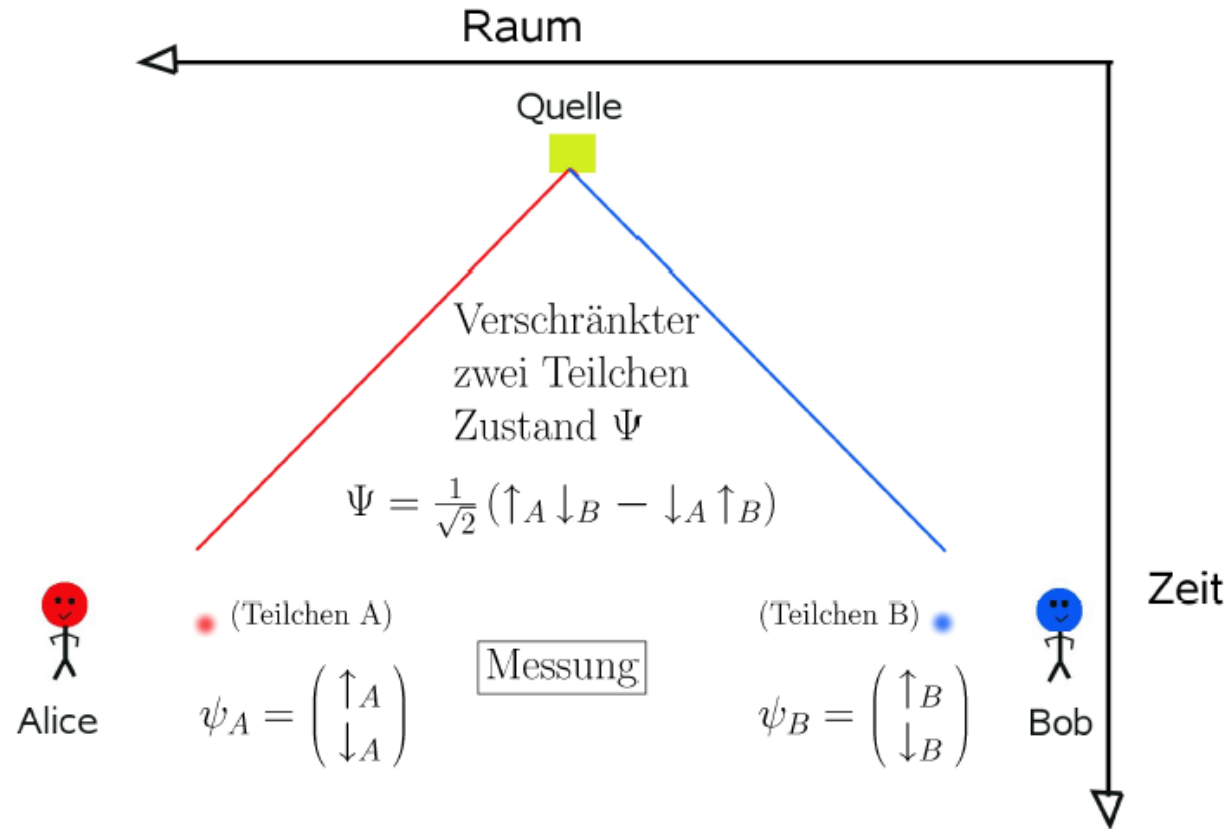 Raum
Quelle
Verschränkter
zwei Teilchen
Zustand Ψ
Ψ = 1/√2 (↑A ↓B − ↓A ↑B)
Zeit
(Teilchen A)
(Teilchen B)
Messung
ψA = ( ↑A
↓A )
ψB = ( ↑B
↓B )
Alice
Bob